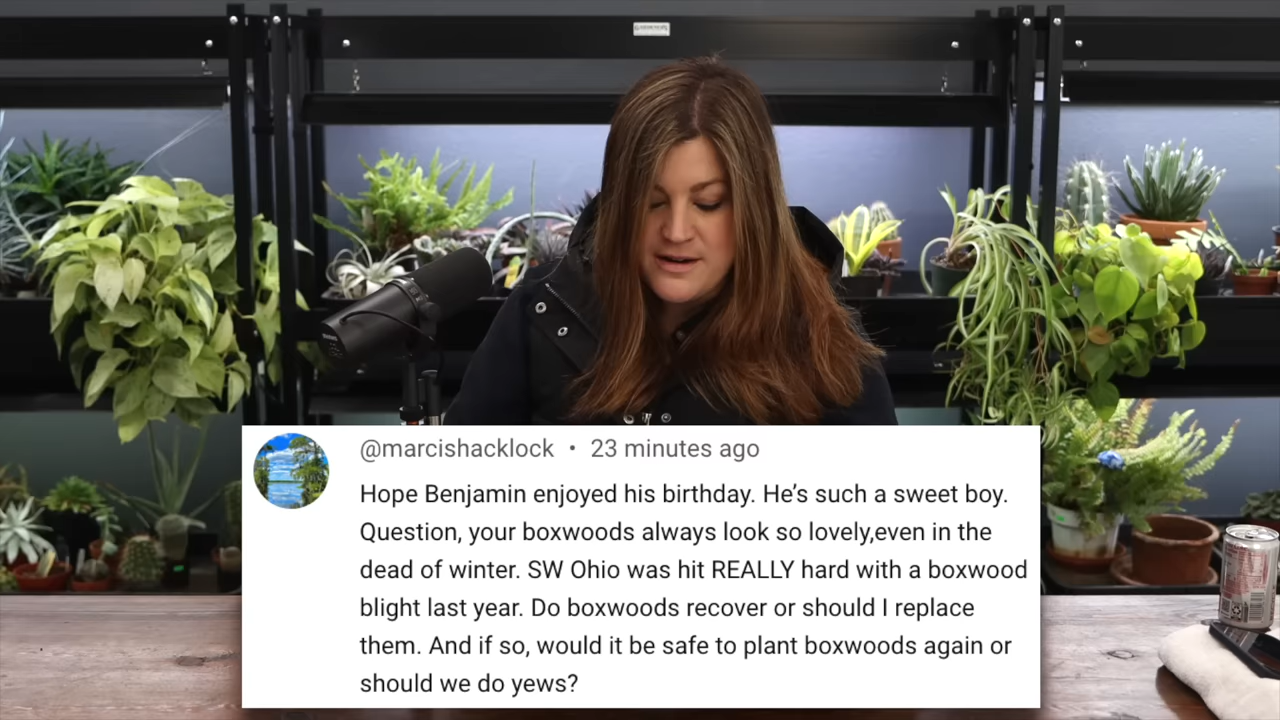 @marcishacklock • 23 minutes ago
Hope Benjamin enjoyed his birthday. He's such a sweet boy.
Question, your boxwoods always look so lovely,even in the
dead of winter. SW Ohio was hit REALLY hard with a boxwood
blight last year. Do boxwoods recover or should I replace
them. And if so, would it be safe to plant boxwoods again or
should we do yews?